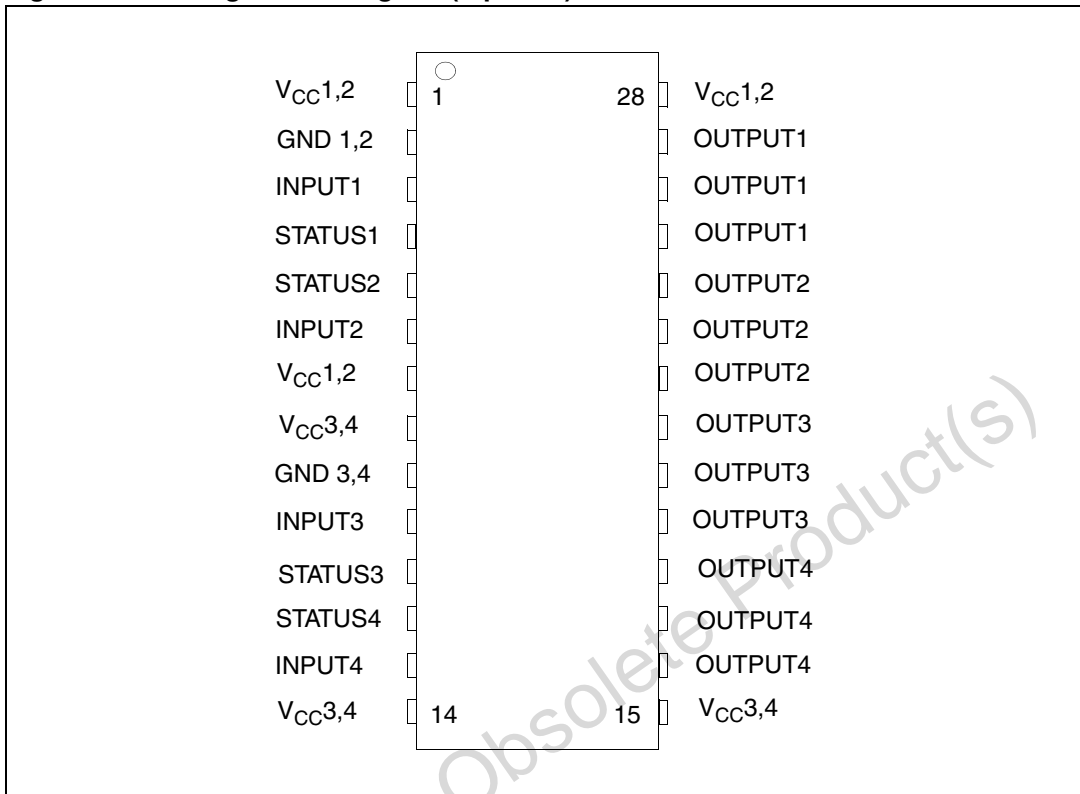 VCC1,2 1 28 VCC1,2
GND 1,2 OUTPUT1
INPUT1 OUTPUT1
STATUS1 OUTPUT1
STATUS2 OUTPUT2
INPUT2 OUTPUT2
VCC1,2 OUTPUT2
VCC3,4 OUTPUT3
GND 3,4 OUTPUT3
INPUT3 OUTPUT3
STATUS3 OUTPUT4
STATUS4 OUTPUT4
INPUT4 OUTPUT4
VCC3,4 14 15 VCC3,4
Obsolete Product(s)